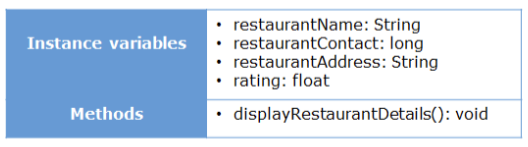 Instance variables
• restaurantName: String
• restaurantContact: long
• restaurantAddress: String
• rating: float
Methods
• displayRestaurantDetails(): void